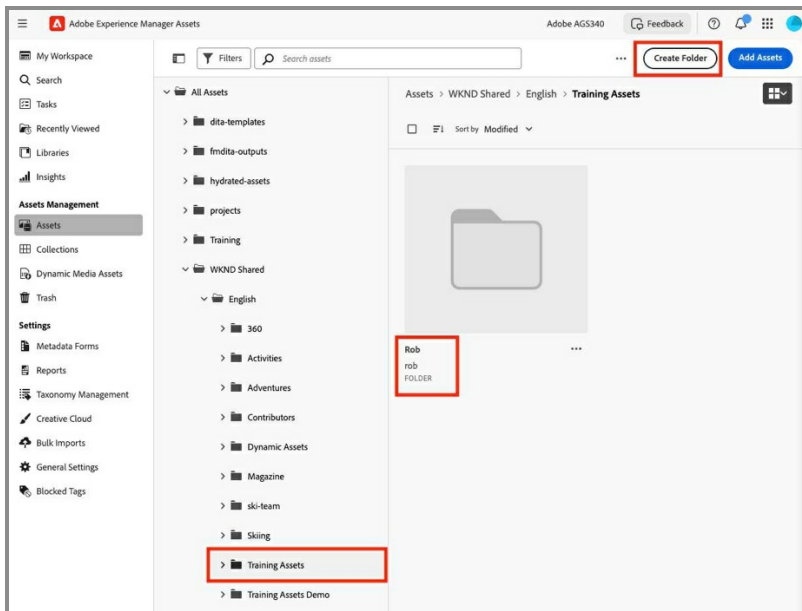 Adobe Experience Manager Assets
Adobe AGS340
Feedback
My Workspace
Search
Tasks
Recently Viewed
Libraries
Insights
Assets Management
Assets
Collections
Dynamic Media Assets
Trash
Settings
Metadata Forms
Reports
Taxonomy Management
Creative Cloud
Bulk Imports
General Settings
Blocked Tags
Filters
Search assets
Create Folder
Add Assets
All Assets
dita-templates
fmdita-outputs
hydrated-assets
projects
Training
WKND Shared
English
360
Activities
Adventures
Contributors
Dynamic Assets
Magazine
ski-team
Skiing
Training Assets
Training Assets Demo
Assets > WKND Shared > English > Training Assets
Sort by Modified
Rob
rob
FOLDER